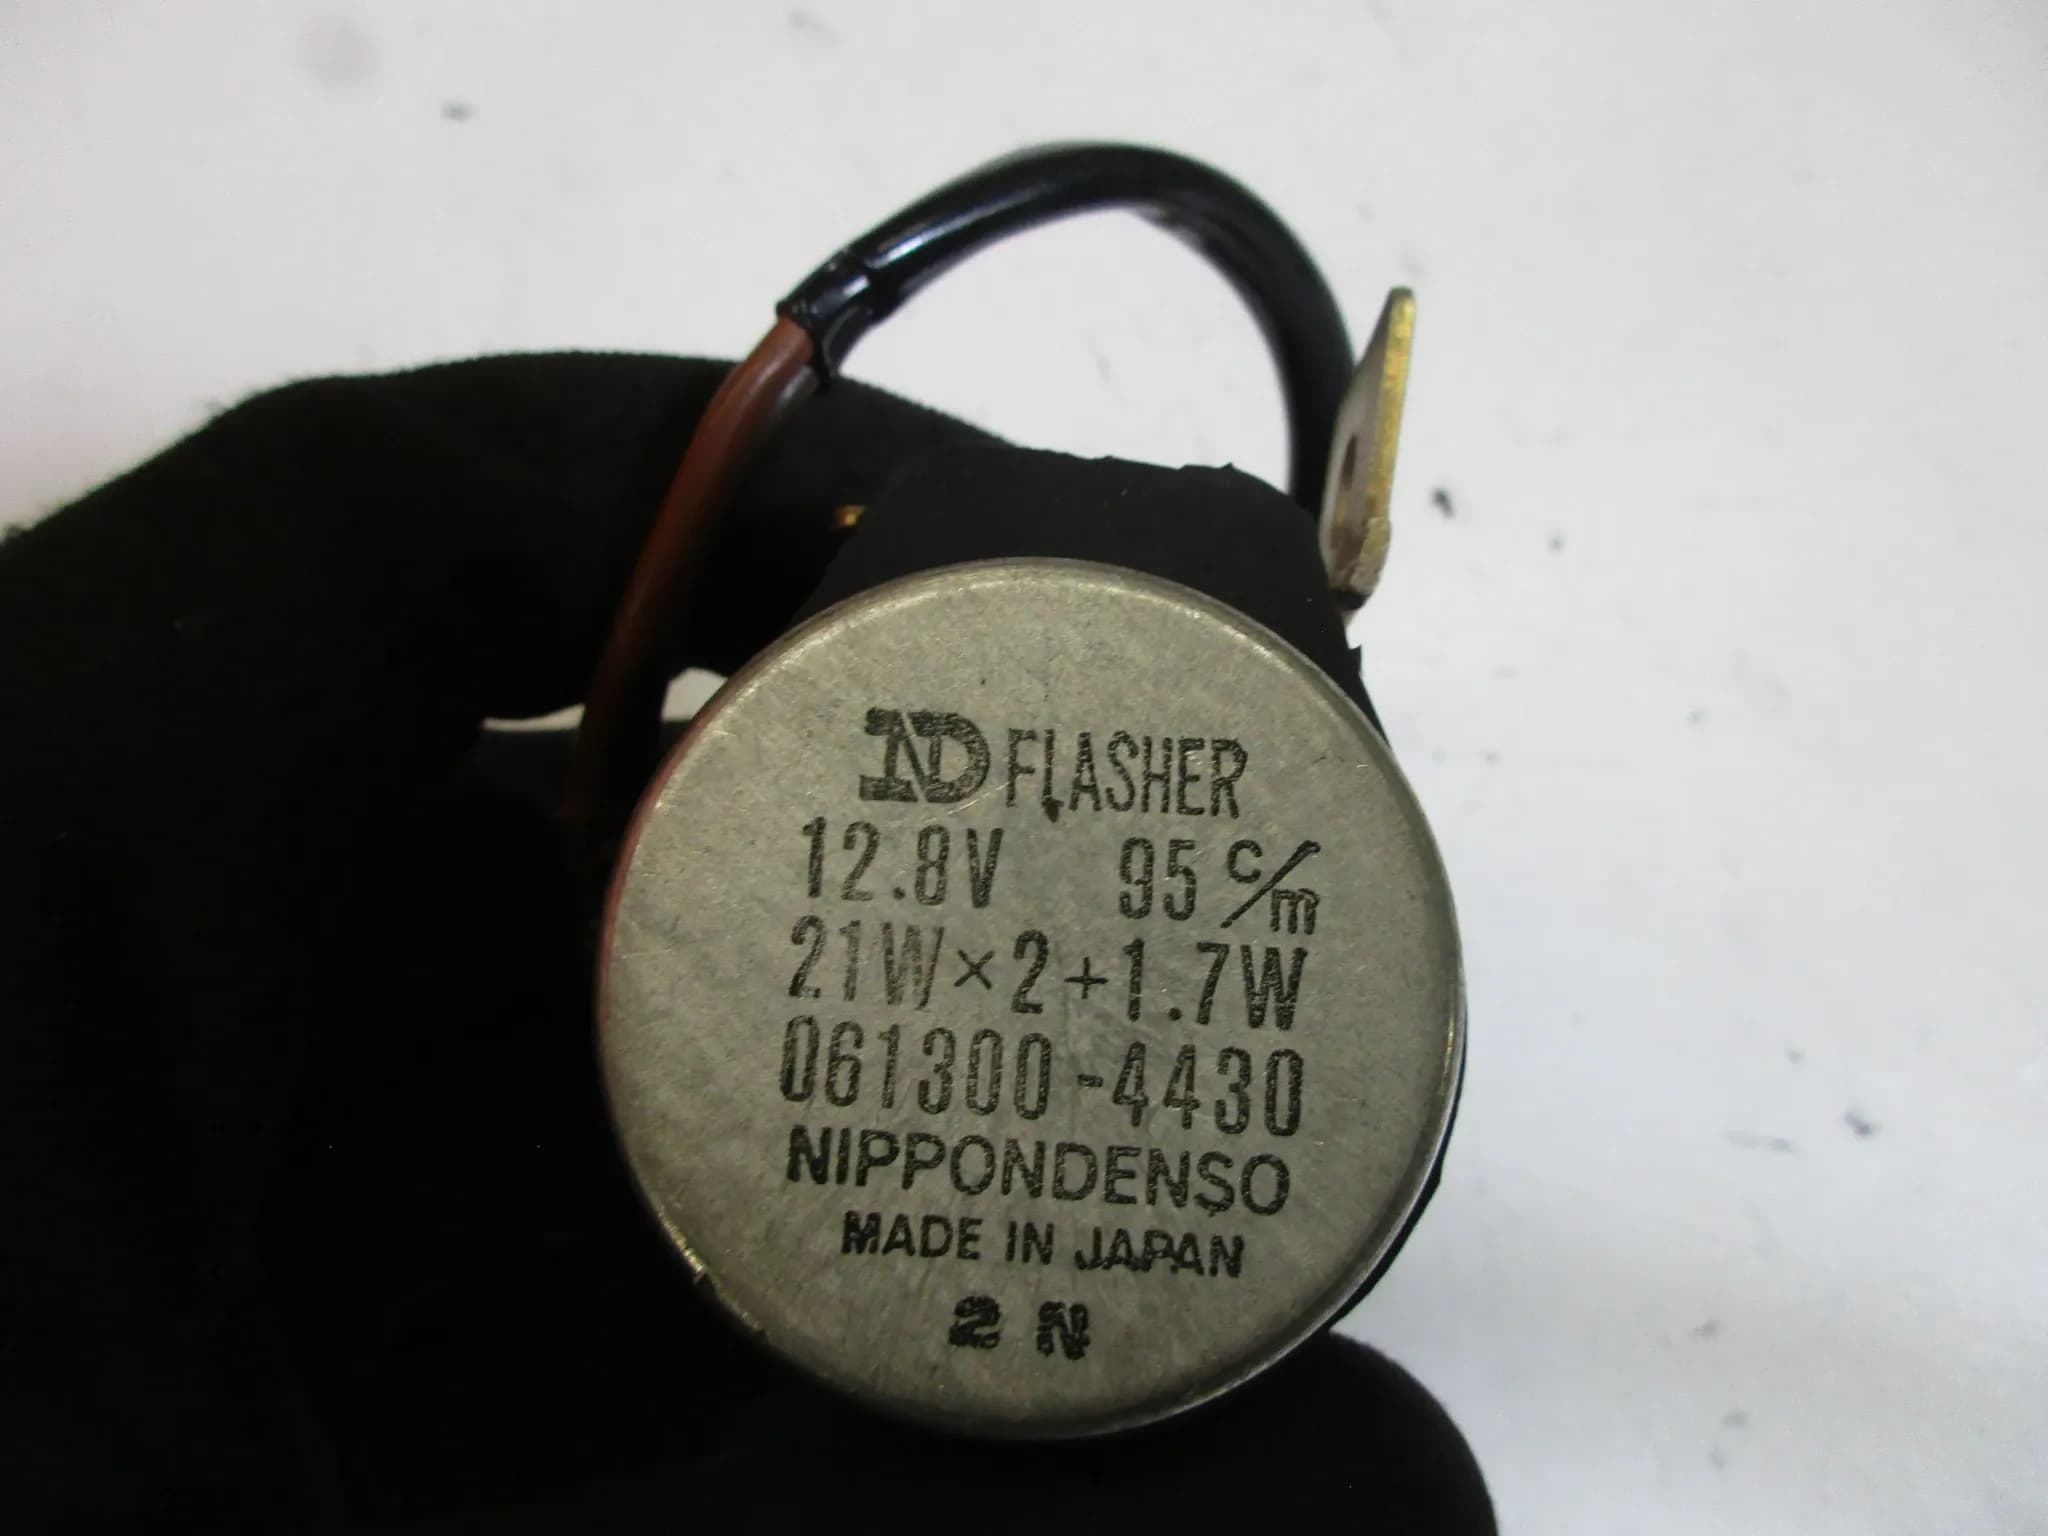 ND FLASHER
12.8V 95 c/m
21W×2+1.7W
061300-4430
NIPPONDENSO
MADE IN JAPAN
2 N